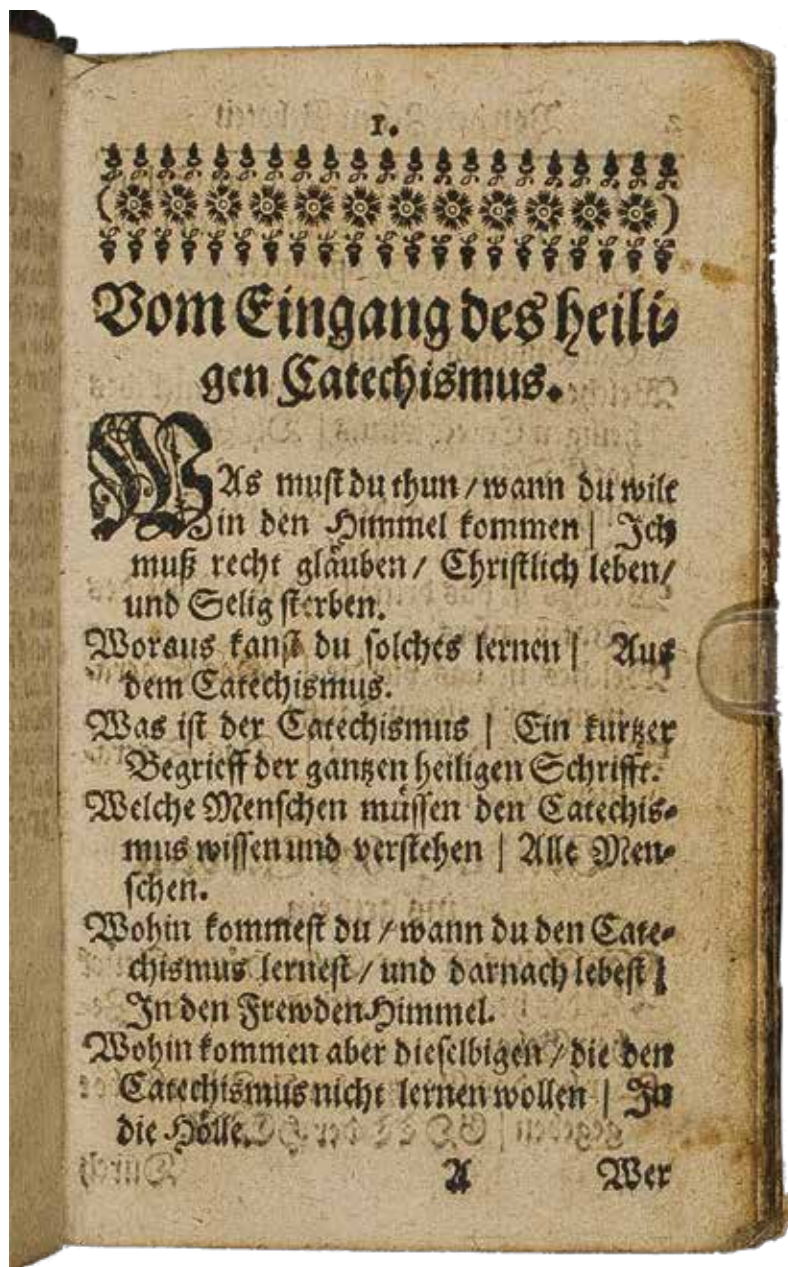 1.
Vom Eingang des heili⸗
gen Catechismus.
WAs must du thun / wann du wilt
in den Himmel kommen | Ich
muß recht gläuben / Christlich leben /
und Selig sterben.
Woraus kanst du solches lernen | Aus
dem Catechismus.
Was ist der Catechismus | Ein kurtzer
Begrieff der gantzen heiligen Schrifft.
Welche Menschen müssen den Catechis⸗
mus wissen und verstehen | Alle Men⸗
schen.
Wohin kommest du / wann du den Cate⸗
chismus lernest / und darnach lebest |
In den Frewden⸗Himmel.
Wohin kommen aber dieselbigen / die den
Catechismus nicht lernen wollen | In
die Hölle.
A Wer